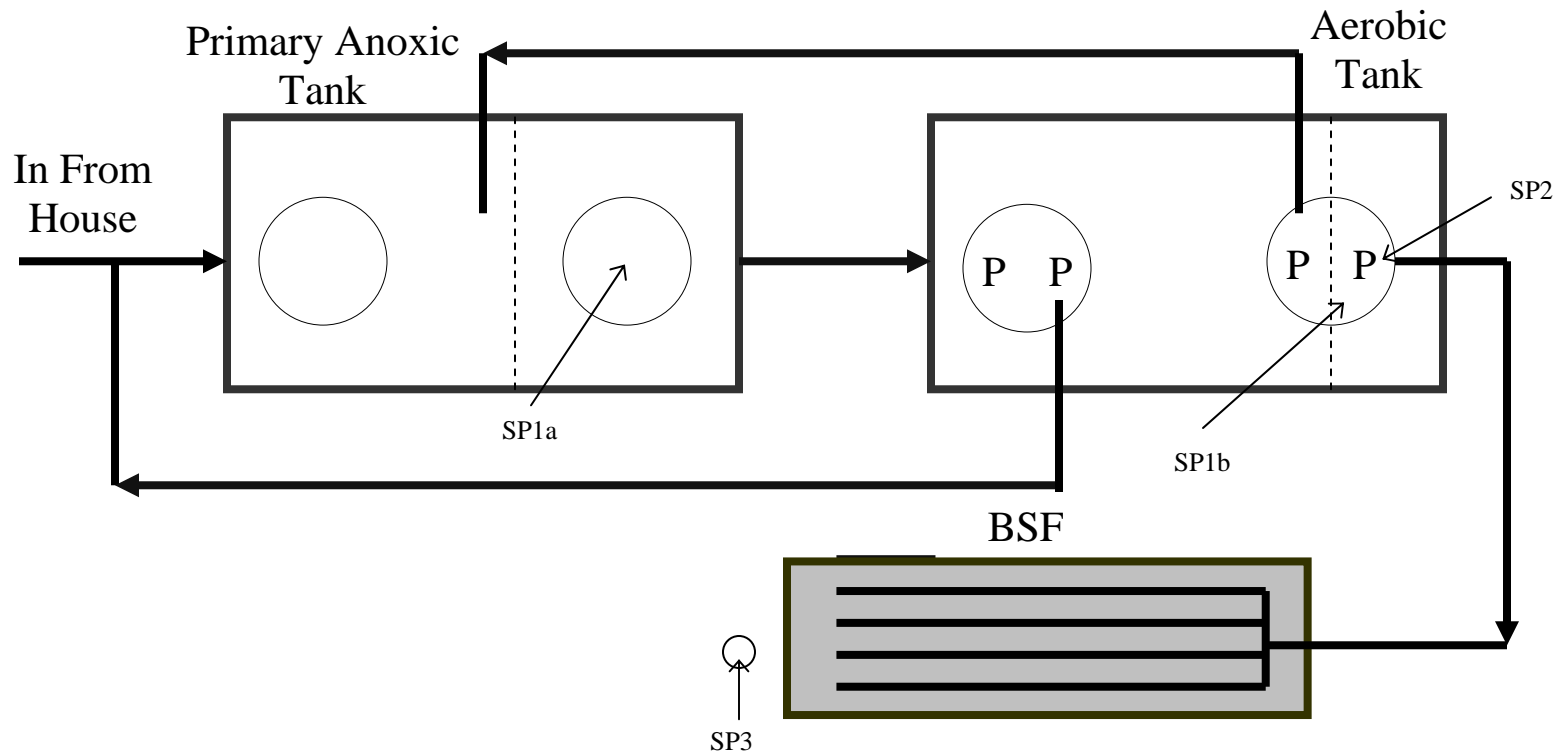 Primary Anoxic
Tank
Aerobic
Tank
In From
House
SP2
P P
P P
SP1a
SP1b
BSF
SP3